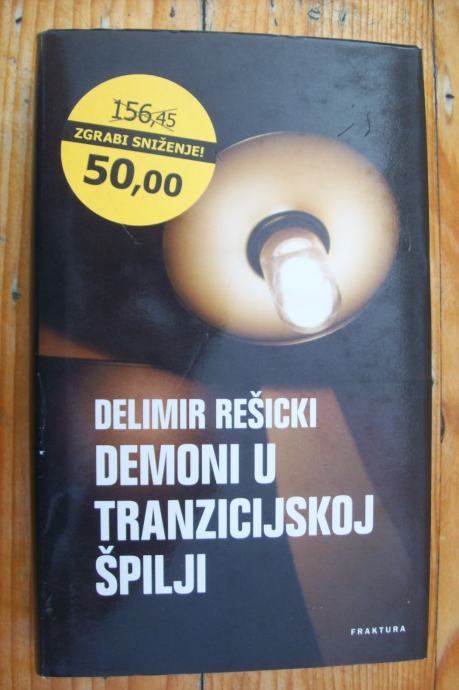 156,45
ZGRABI SNIŽENJE!
50,00
DELIMIR REŠICKI
DEMONI U
TRANZICIJSKOJ
ŠPILJI
FRAKTURA